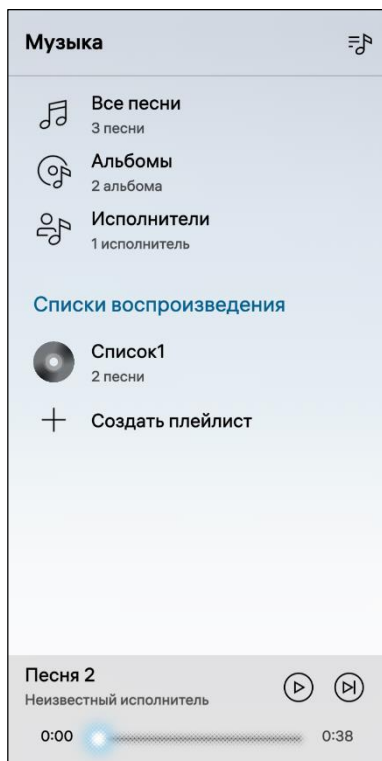 Музыка
Все песни
3 песни
Альбомы
2 альбома
Исполнители
1 исполнитель
Списки воспроизведения
Список1
2 песни
Создать плейлист
Песня 2
Неизвестный исполнитель
0:00 0:38